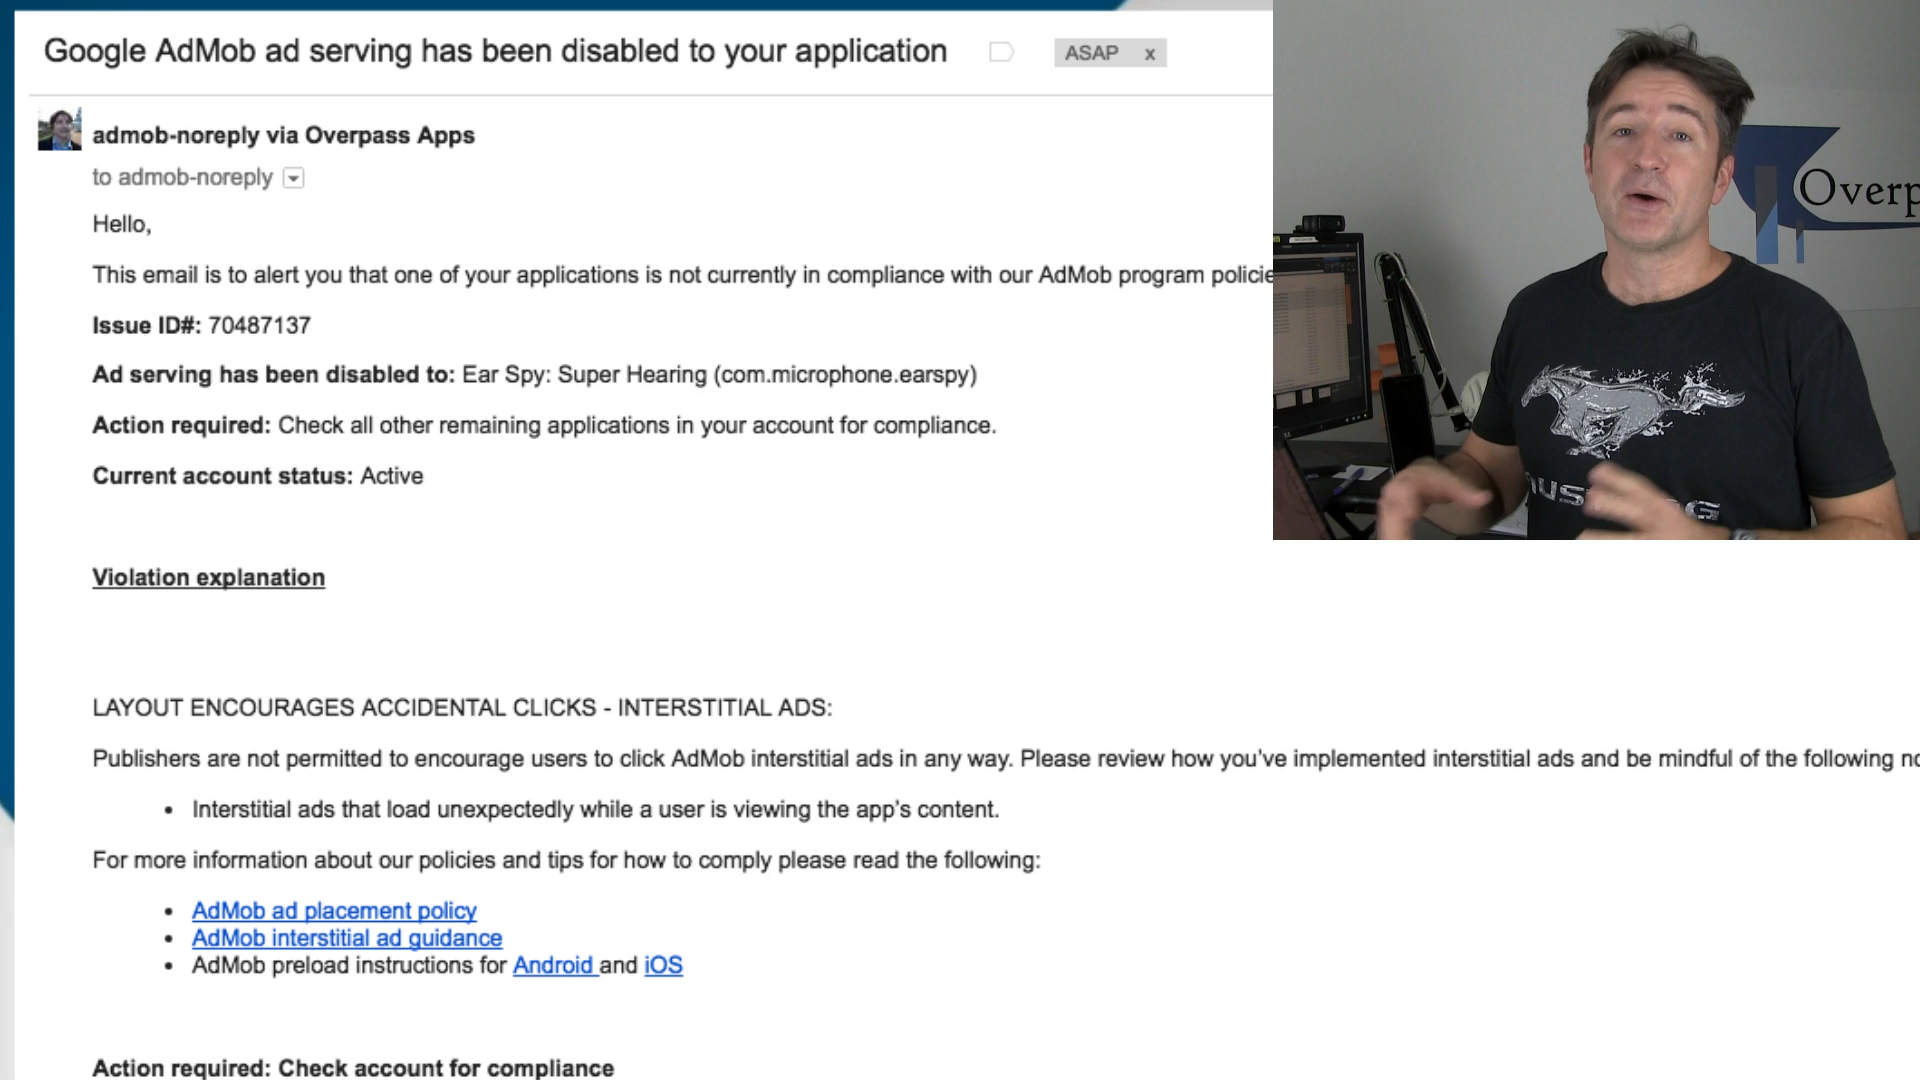 Google AdMob ad serving has been disabled to your application
ASAP x
admob-noreply via Overpass Apps
to admob-noreply
Hello,
This email is to alert you that one of your applications is not currently in compliance with our AdMob program policie
Issue ID#: 70487137
Ad serving has been disabled to: Ear Spy: Super Hearing (com.microphone.earspy)
Action required: Check all other remaining applications in your account for compliance.
Current account status: Active
Violation explanation
LAYOUT ENCOURAGES ACCIDENTAL CLICKS - INTERSTITIAL ADS:
Publishers are not permitted to encourage users to click AdMob interstitial ads in any way. Please review how you've implemented interstitial ads and be mindful of the following no
• Interstitial ads that load unexpectedly while a user is viewing the app's content.
For more information about our policies and tips for how to comply please read the following:
• AdMob ad placement policy
• AdMob interstitial ad guidance
• AdMob preload instructions for Android and iOS
Action required: Check account for compliance
Overp